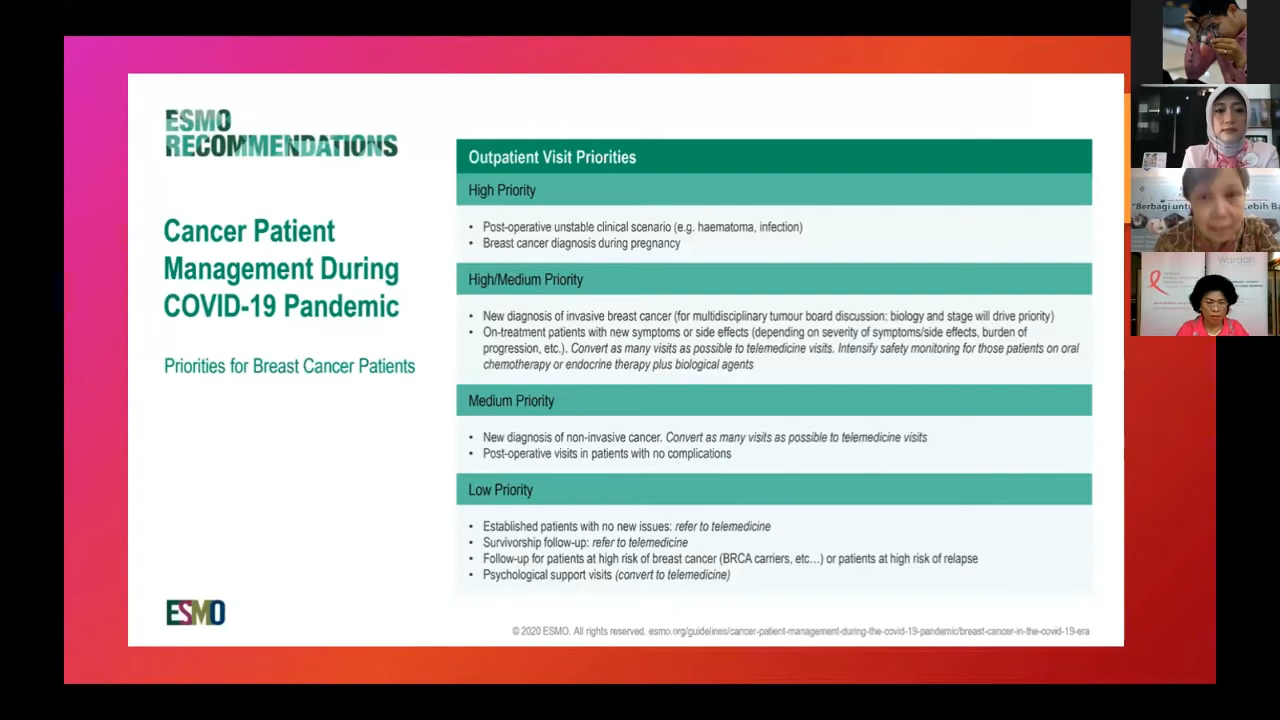 ESMO
RECOMMENDATIONS
Cancer Patient
Management During
COVID-19 Pandemic
Priorities for Breast Cancer Patients
ESMO
Outpatient Visit Priorities
High Priority
• Post-operative unstable clinical scenario (e.g. haematoma, infection)
• Breast cancer diagnosis during pregnancy
High/Medium Priority
• New diagnosis of invasive breast cancer (for multidisciplinary tumour board discussion: biology and stage will drive priority)
• On-treatment patients with new symptoms or side effects (depending on severity of symptoms/side effects, burden of
progression, etc.). Convert as many visits as possible to telemedicine visits. Intensify safety monitoring for those patients on oral
chemotherapy or endocrine therapy plus biological agents
Medium Priority
• New diagnosis of non-invasive cancer. Convert as many visits as possible to telemedicine visits
• Post-operative visits in patients with no complications
Low Priority
• Established patients with no new issues: refer to telemedicine
• Survivorship follow-up: refer to telemedicine
• Follow-up for patients at high risk of breast cancer (BRCA carriers, etc…) or patients at high risk of relapse
• Psychological support visits (convert to telemedicine)
© 2020 ESMO. All rights reserved. esmo.org/guidelines/cancer-patient-management-during-the-covid-19-pandemic/breast-cancer-in-the-covid-19-era
"Berbagi
Wardah